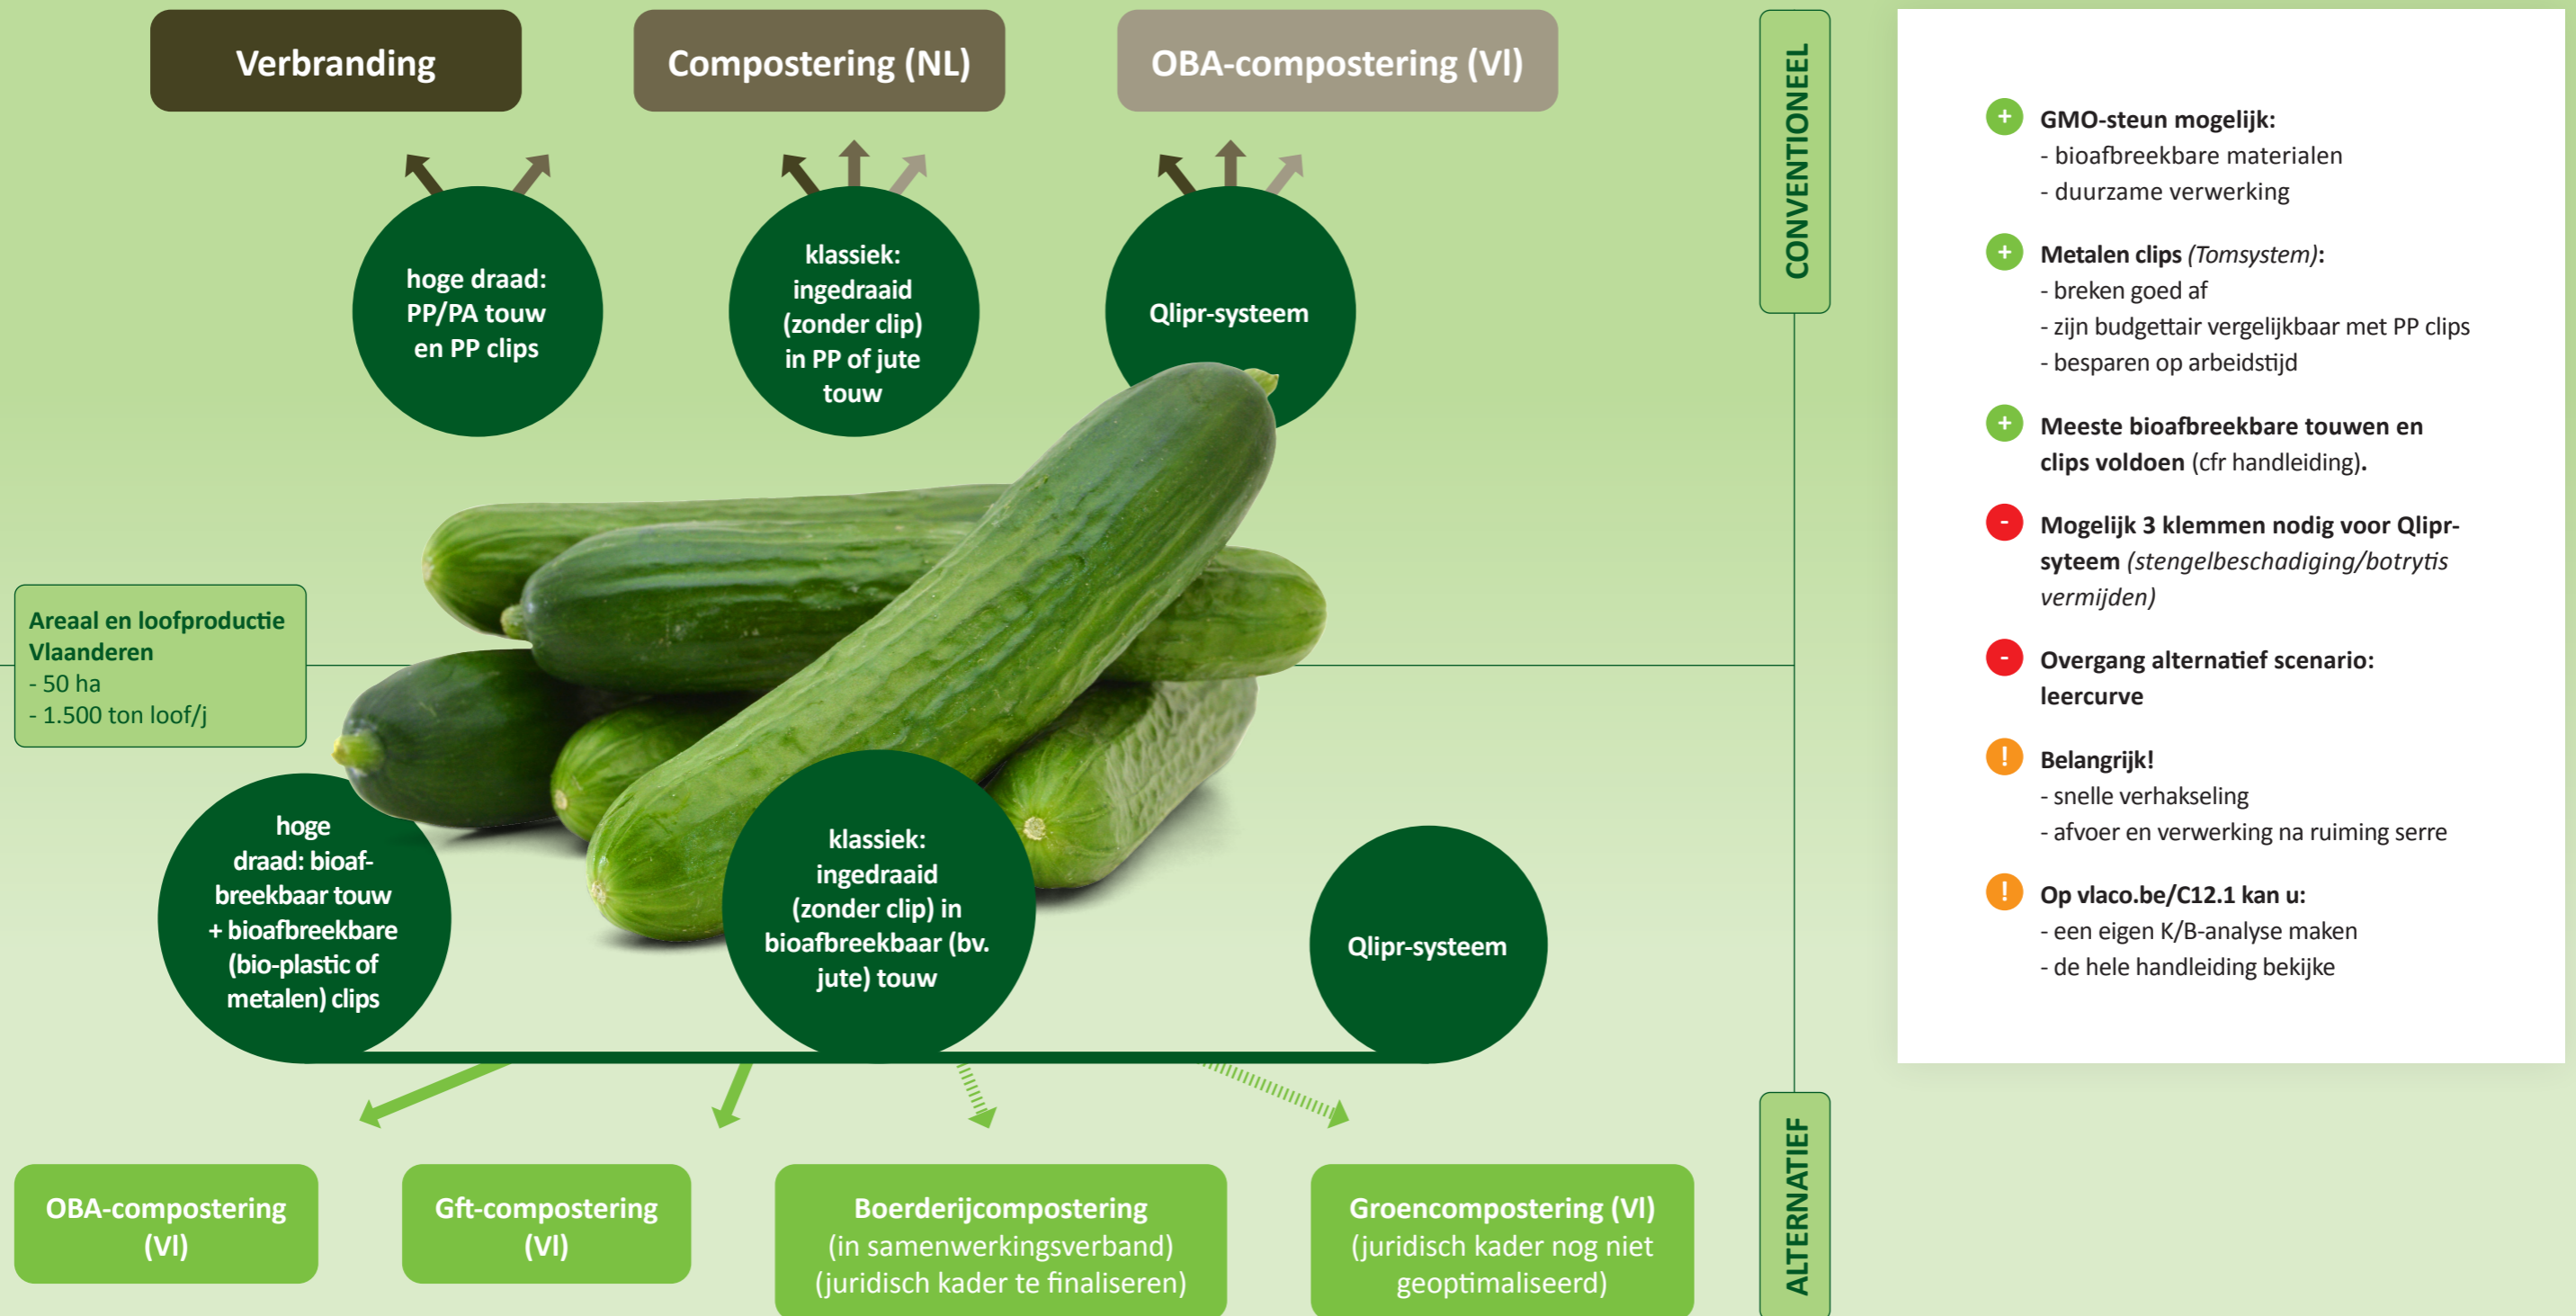 Verbranding
Compostering (NL)
OBA-compostering (Vl)
CONVENTIONEEL
hoge draad:
PP/PA touw
en PP clips
klassiek:
ingedraaid
(zonder clip)
in PP of jute
touw
Qlipr-systeem
Areaal en loofproductie
Vlaanderen
- 50 ha
- 1.500 ton loof/j
hoge
draad: bioaf-
breekbaar touw
+ bioafbreekbare
(bio-plastic of
metalen) clips
klassiek:
ingedraaid
(zonder clip) in
bioafbreekbaar (bv.
jute) touw
Qlipr-systeem
OBA-compostering
(Vl)
Gft-compostering
(Vl)
Boerderijcompostering
(in samenwerkingsverband)
(juridisch kader te finaliseren)
Groencompostering (Vl)
(juridisch kader nog niet
geoptimaliseerd)
ALTERNATIEF
+ GMO-steun mogelijk:
- bioafbreekbare materialen
- duurzame verwerking
+ Metalen clips (Tomsystem):
- breken goed af
- zijn budgettair vergelijkbaar met PP clips
- besparen op arbeidstijd
+ Meeste bioafbreekbare touwen en
clips voldoen (cfr handleiding).
- Mogelijk 3 klemmen nodig voor Qlipr-
syteem (stengelbeschadiging/botrytis
vermijden)
- Overgang alternatief scenario:
leercurve
! Belangrijk!
- snelle verhakseling
- afvoer en verwerking na ruiming serre
! Op vlaco.be/C12.1 kan u:
- een eigen K/B-analyse maken
- de hele handleiding bekijke